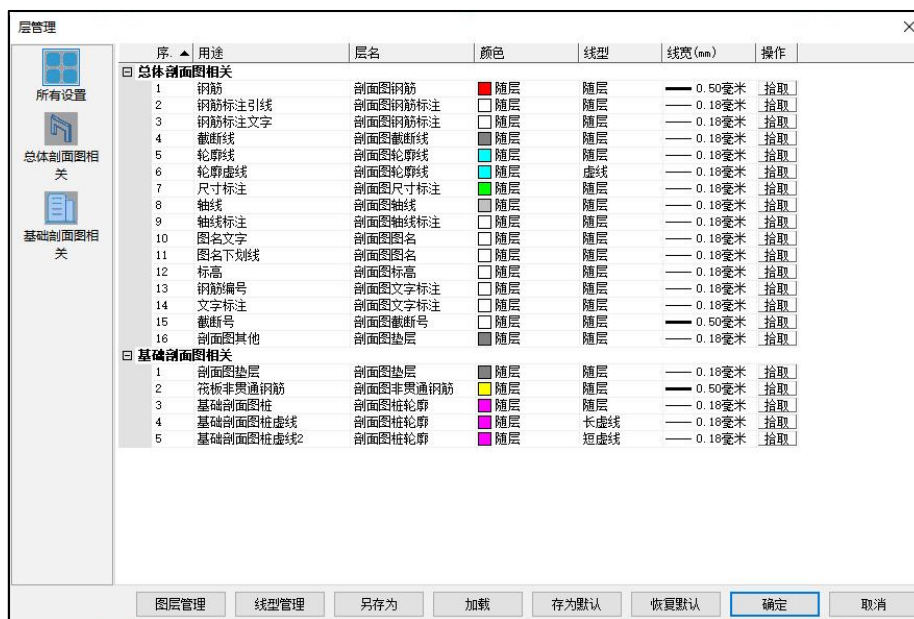 层管理
所有设置
总体剖面图相
关
基础剖面图相
关
序. 用途 层名 颜色 线型 线宽(mm) 操作
总体剖面图相关
1 钢筋 剖面图钢筋 随层 随层 0.50毫米 拾取
2 钢筋标注引线 剖面图钢筋标注 随层 随层 0.18毫米 拾取
3 钢筋标注文字 剖面图钢筋标注 随层 随层 0.18毫米 拾取
4 截断线 剖面图截断线 随层 随层 0.18毫米 拾取
5 轮廓线 剖面图轮廓线 随层 随层 0.18毫米 拾取
6 轮廓虚线 剖面图轮廓线 随层 虚线 0.18毫米 拾取
7 尺寸标注 剖面图尺寸标注 随层 随层 0.18毫米 拾取
8 轴线 剖面图轴线 随层 随层 0.18毫米 拾取
9 轴线标注 剖面图轴线标注 随层 随层 0.18毫米 拾取
10 图名文字 剖面图图名 随层 随层 0.18毫米 拾取
11 图名下划线 剖面图图名 随层 随层 0.18毫米 拾取
12 标高 剖面图标高 随层 随层 0.18毫米 拾取
13 钢筋编号 剖面图文字标注 随层 随层 0.18毫米 拾取
14 文字标注 剖面图文字标注 随层 随层 0.18毫米 拾取
15 截断号 剖面图截断号 随层 随层 0.50毫米 拾取
16 剖面图其他 剖面图垫层 随层 随层 0.18毫米 拾取
基础剖面图相关
1 剖面图垫层 剖面图垫层 随层 随层 0.18毫米 拾取
2 筏板非贯通钢筋 剖面图非贯通钢筋 随层 随层 0.50毫米 拾取
3 基础剖面图桩 剖面图桩轮廓 随层 随层 0.18毫米 拾取
4 基础剖面图桩虚线 剖面图桩轮廓 随层 长虚线 0.18毫米 拾取
5 基础剖面图桩虚线2 剖面图桩轮廓 随层 短虚线 0.18毫米 拾取
图层管理 线型管理 另存为 加载 存为默认 恢复默认 确定 取消